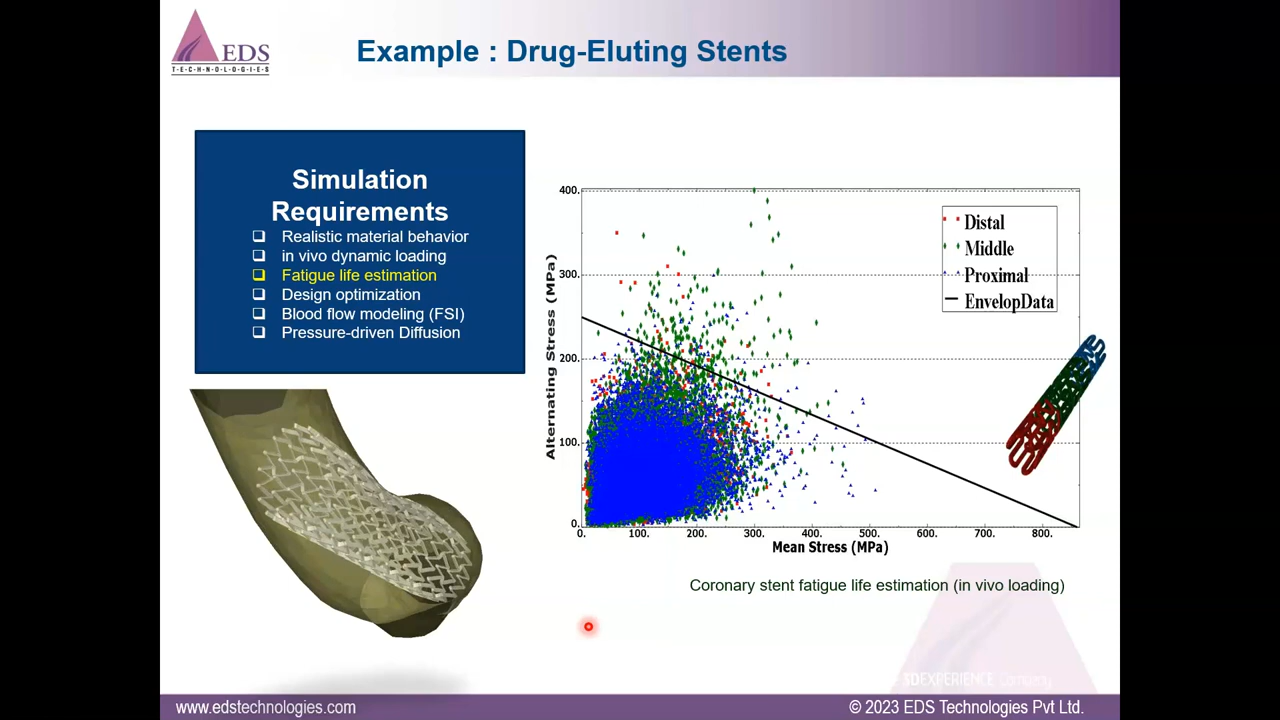 EDS
T·E·C·H·N·O·L·O·G·I·E·S
Example : Drug-Eluting Stents
Simulation
Requirements
Realistic material behavior
in vivo dynamic loading
Fatigue life estimation
Design optimization
Blood flow modeling (FSI)
Pressure-driven Diffusion
Alternating Stress (MPa)
400.
300.
200.
100.
0.
0.
100.
200.
300.
400.
500.
600.
700.
800.
Mean Stress (MPa)
Distal
Middle
Proximal
EnvelopData
Coronary stent fatigue life estimation (in vivo loading)
3DEXPERIENCE Company
www.edstechnologies.com
© 2023 EDS Technologies Pvt Ltd.